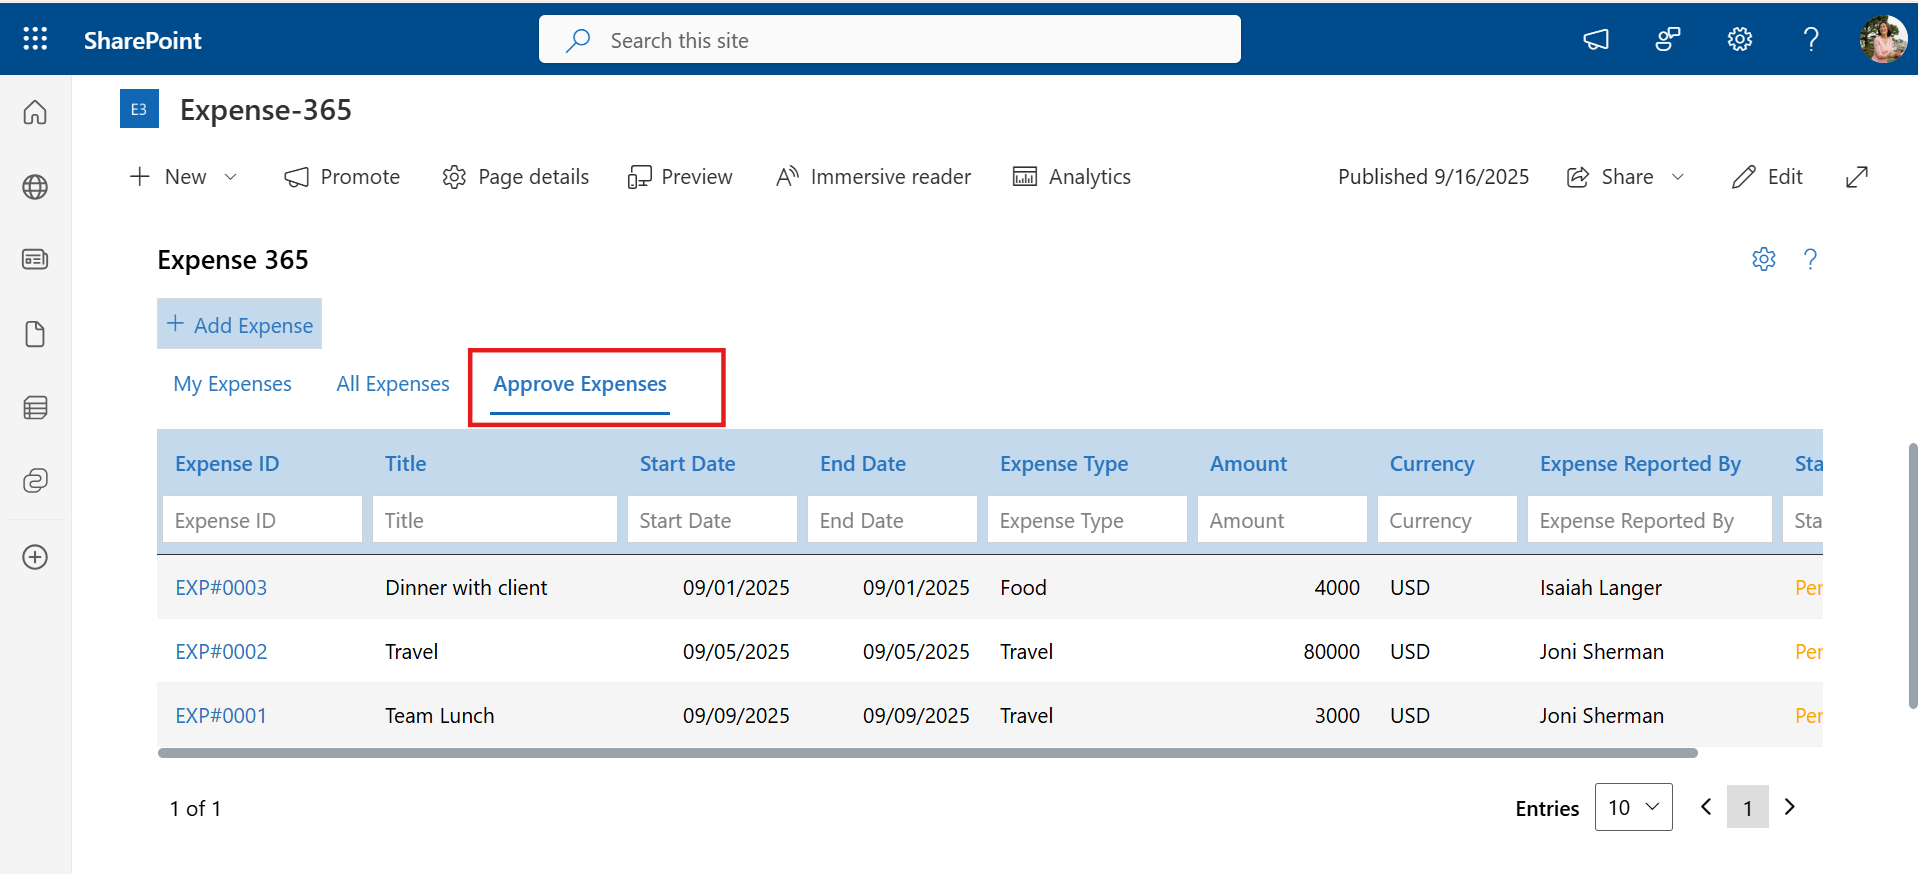 SharePoint
Search this site
?
E3
Expense-365
New
Promote
Page details
Preview
Immersive reader
Analytics
Published 9/16/2025
Share
Edit
Expense 365
?
+ Add Expense
My Expenses All Expenses Approve Expenses
Expense ID Title Start Date End Date Expense Type Amount Currency Expense Reported By Sta
Expense ID Title Start Date End Date Expense Type Amount Currency Expense Reported By Sta
EXP#0003 Dinner with client 09/01/2025 09/01/2025 Food 4000 USD Isaiah Langer Per
EXP#0002 Travel 09/05/2025 09/05/2025 Travel 80000 USD Joni Sherman Per
EXP#0001 Team Lunch 09/09/2025 09/09/2025 Travel 3000 USD Joni Sherman Per
1 of 1
Entries 10 1